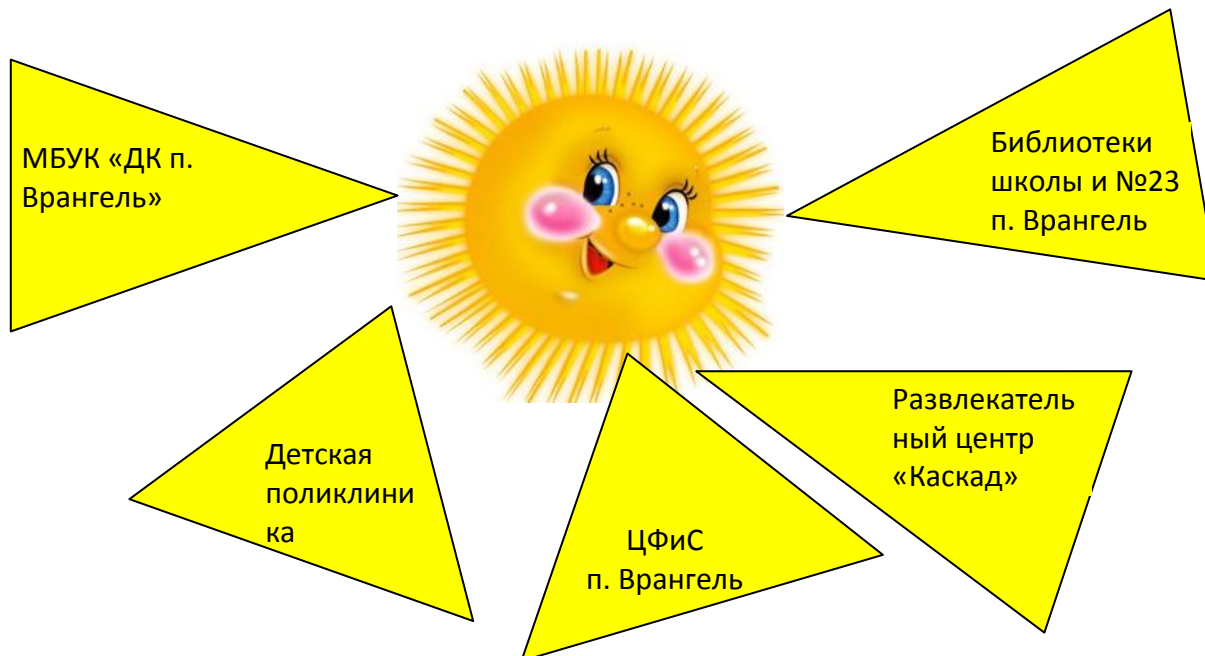 МБУК «ДК п.
Врангель»
Библиотеки
школы и №23
п. Врангель
Детская
поликлини
ка
ЦФиС
п. Врангель
Развлекатель
ный центр
«Каскад»